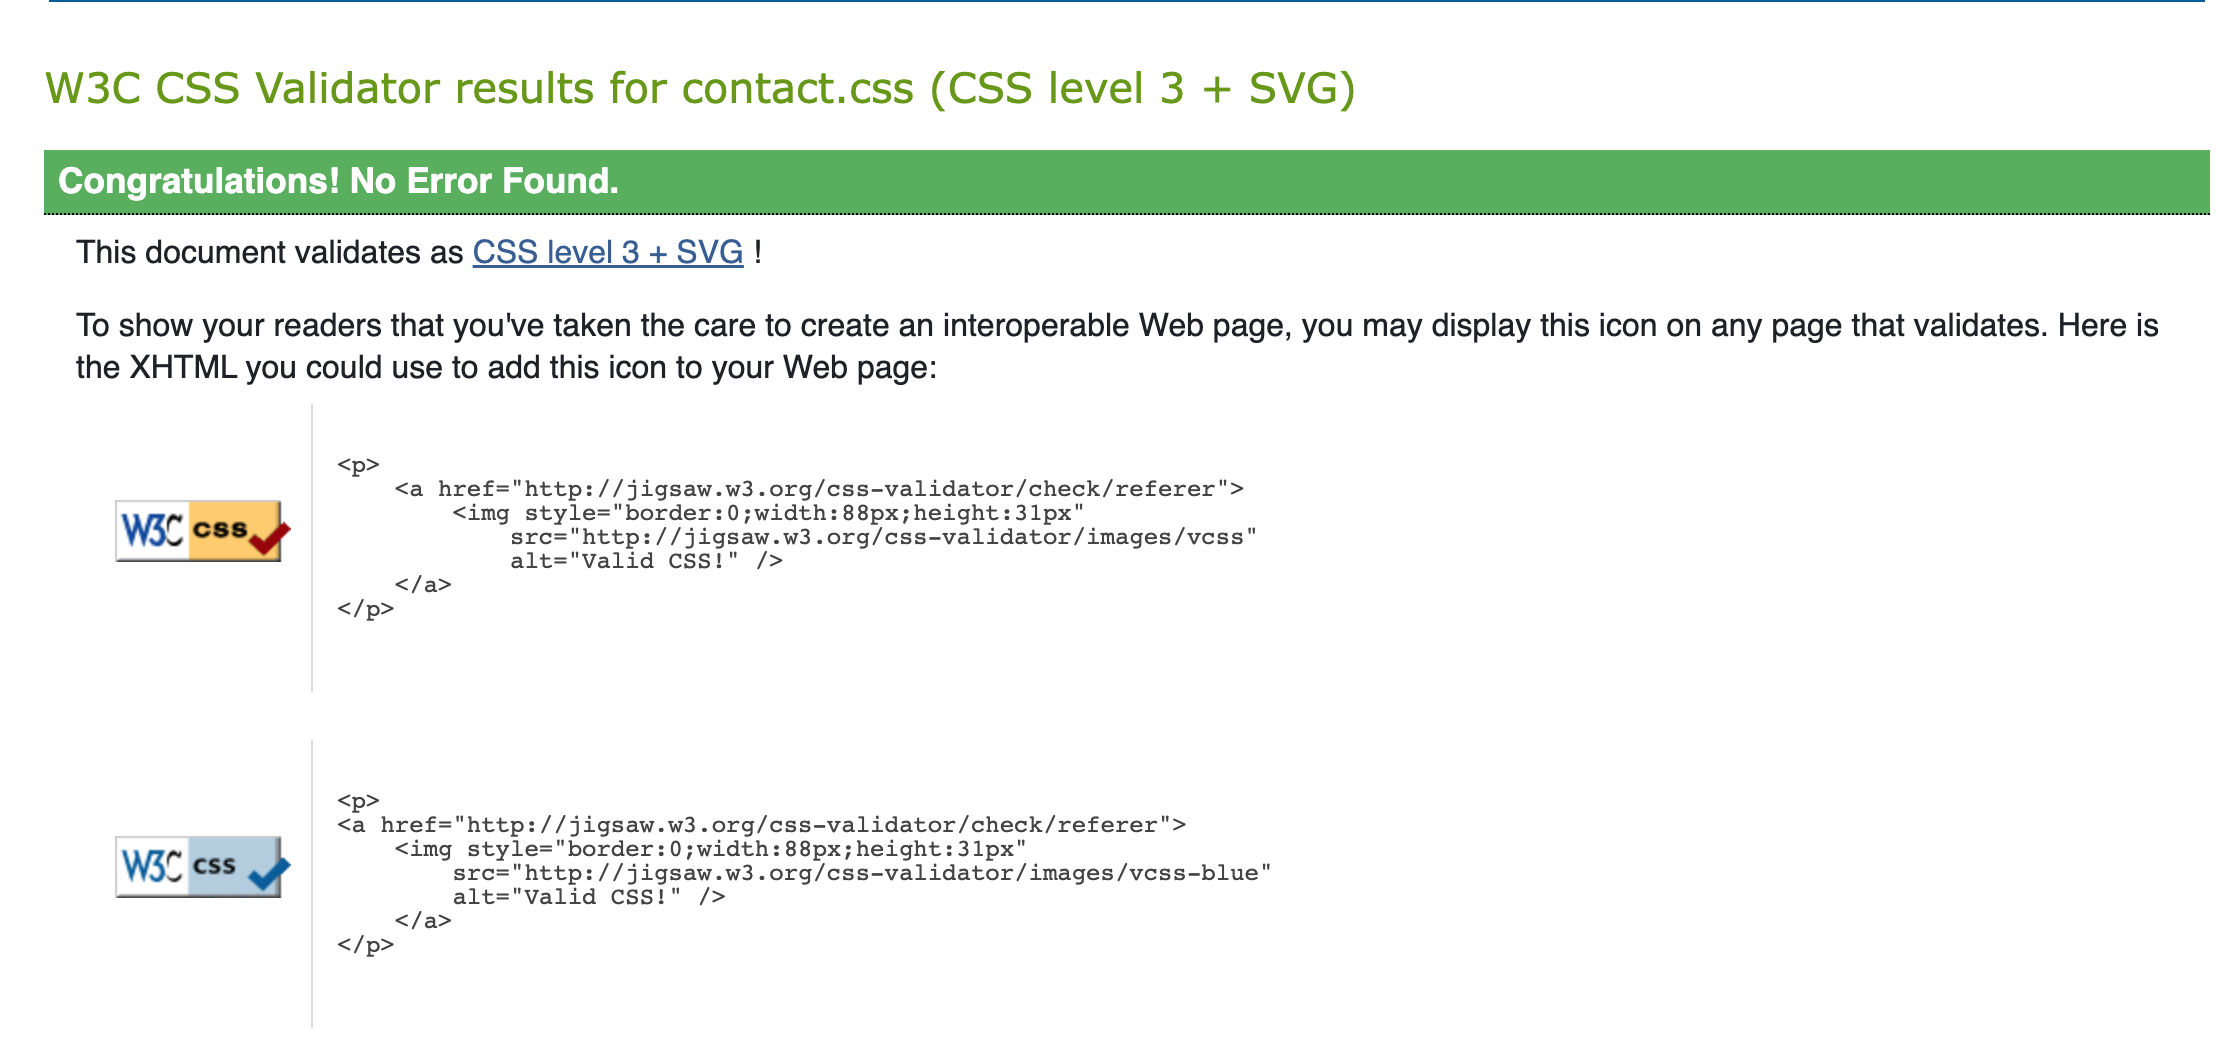 W3C CSS Validator results for contact.css (CSS level 3 + SVG)
Congratulations! No Error Found.
This document validates as CSS level 3 + SVG !
To show your readers that you've taken the care to create an interoperable Web page, you may display this icon on any page that validates. Here is
the XHTML you could use to add this icon to your Web page:
W3C css
<p>
    <a href="http://jigsaw.w3.org/css-validator/check/referer">
        <img style="border:0;width:88px;height:31px"
            src="http://jigsaw.w3.org/css-validator/images/vcss"
            alt="Valid CSS!" />
    </a>
</p>
W3C css
<p>
<a href="http://jigsaw.w3.org/css-validator/check/referer">
    <img style="border:0;width:88px;height:31px"
        src="http://jigsaw.w3.org/css-validator/images/vcss-blue"
        alt="Valid CSS!" />
    </a>
</p>